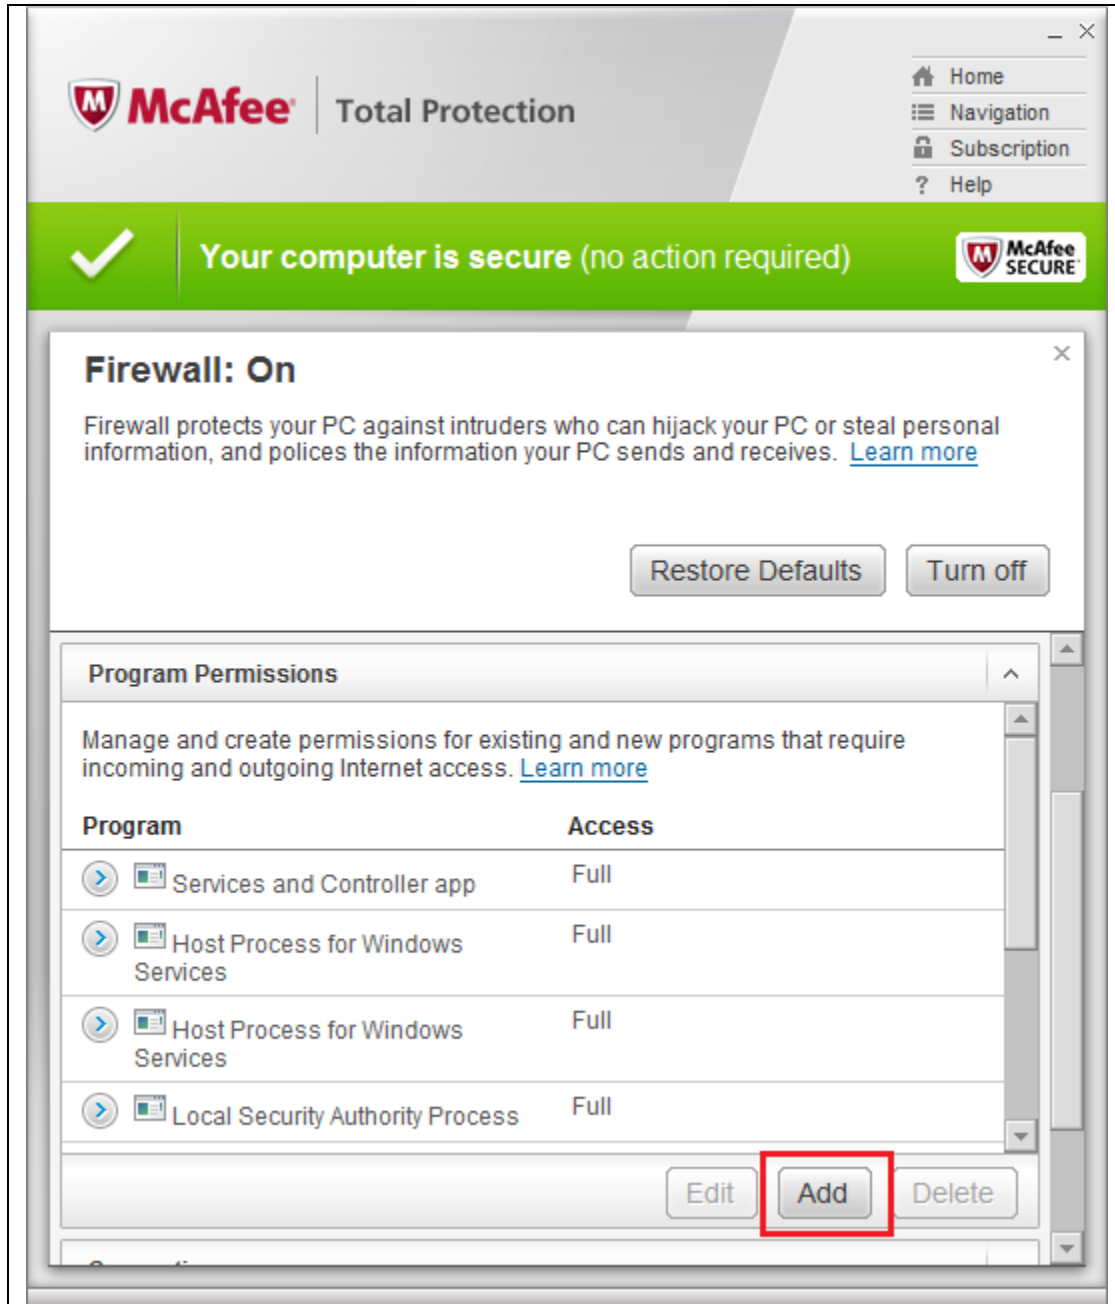 McAfee® Total Protection
Home
Navigation
Subscription
? Help
Your computer is secure (no action required)
McAfee
SECURE
Firewall: On
Firewall protects your PC against intruders who can hijack your PC or steal personal
information, and polices the information your PC sends and receives. Learn more
Restore Defaults
Turn off
Program Permissions
Manage and create permissions for existing and new programs that require
incoming and outgoing Internet access. Learn more
Program Access
Services and Controller app Full
Host Process for Windows Full
Services
Host Process for Windows Full
Services
Local Security Authority Process Full
Edit
Add
Delete